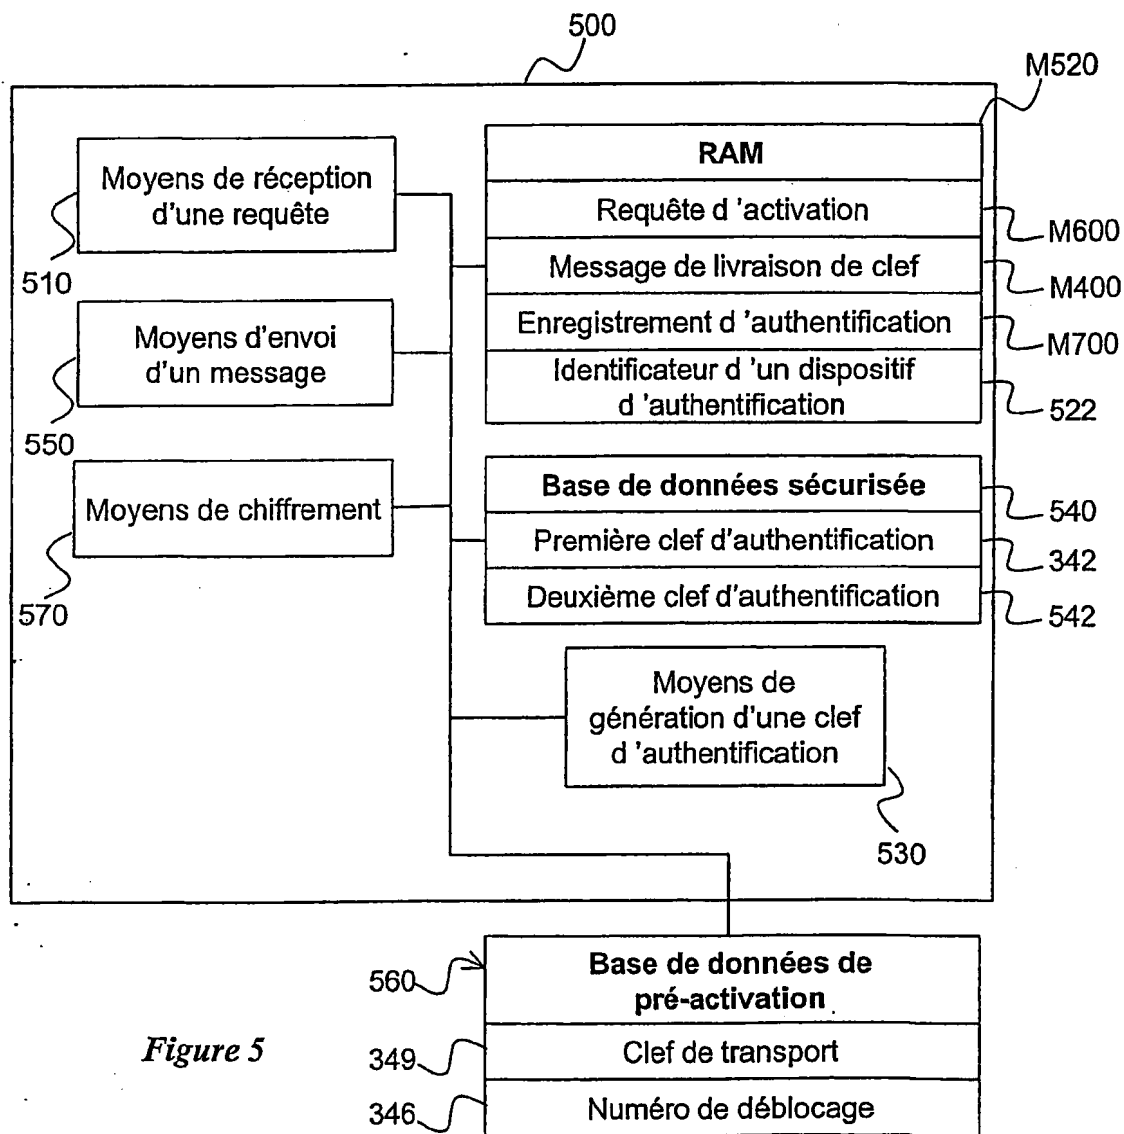 500
M520
Moyens de réception
d'une requête
510
Moyens d'envoi
d'un message
550
Moyens de chiffrement
570
RAM
Requête d 'activation
M600
Message de livraison de clef
M400
Enregistrement d 'authentification
M700
Identificateur d 'un dispositif
d 'authentification
522
Base de données sécurisée
540
Première clef d'authentification
342
Deuxième clef d'authentification
542
Moyens de
génération d'une clef
d 'authentification
530
560
Base de données de
pré-activation
349
Clef de transport
346
Numéro de déblocage
Figure 5